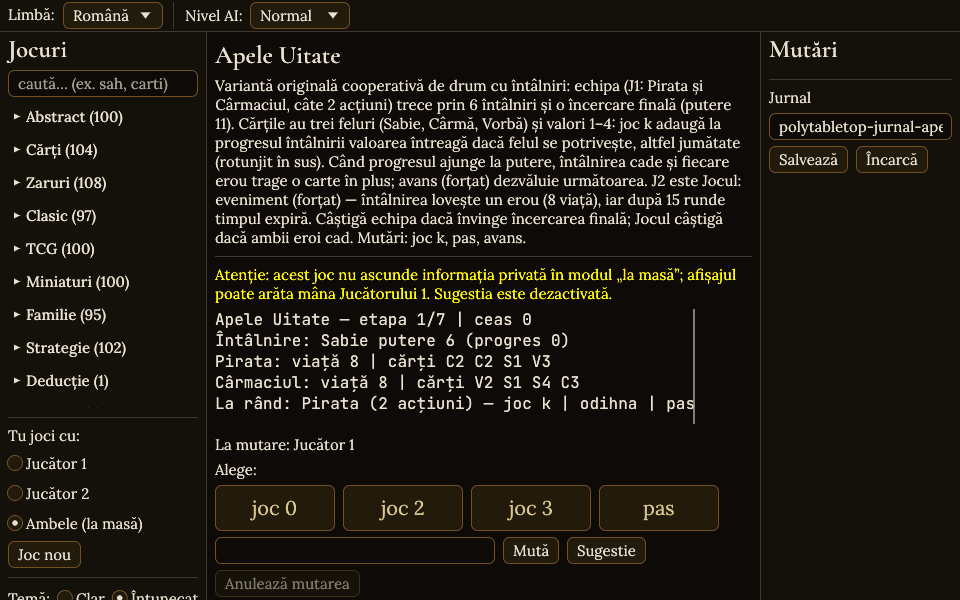 Limbă: Română ▼ Nivel AI: Normal ▼
Jocuri
caută... (ex. sah, carti)
▸ Abstract (100)
▸ Cărți (104)
▸ Zaruri (108)
▸ Clasic (97)
▸ TCG (100)
▸ Miniaturi (100)
▸ Familie (95)
▸ Strategie (102)
▸ Deducție (1)
Tu joci cu:
Jucător 1
Jucător 2
Ambele (la masă)
Joc nou
Temă: Clar Întunecat
Apele Uitate
Variantă originală cooperativă de drum cu întâlniri: echipa (J1: Pirata și
Cârmaciul, câte 2 acțiuni) trece prin 6 întâlniri și o încercare finală (putere
11). Cărțile au trei feluri (Sabie, Cârmă, Vorbă) și valori 1–4: joc k adaugă la
progresul întâlnirii valoarea întreagă dacă felul se potrivește, altfel jumătate
(rotunjit în sus). Când progresul ajunge la putere, întâlnirea cade și fiecare
erou trage o carte în plus; avans (forțat) dezvăluie următoarea. J2 este Jocul:
eveniment (forțat) — întâlnirea lovește un erou (8 viață), iar după 15 runde
timpul expiră. Câștigă echipa dacă învinge încercarea finală; Jocul câștigă
dacă ambii eroi cad. Mutări: joc k, pas, avans.
Atenție: acest joc nu ascunde informația privată în modul „la masă”; afișajul
poate arăta mâna Jucătorului 1. Sugestia este dezactivată.
Apele Uitate — etapa 1/7 | ceas 0
Întâlnire: Sabie putere 6 (progres 0)
Pirata: viață 8 | cărți C2 C2 S1 V3
Cârmaciul: viață 8 | cărți V2 S1 S4 C3
La rând: Pirata (2 acțiuni) — joc k | odihna | pas
La mutare: Jucător 1
Alege:
joc 0 joc 2 joc 3 pas
Mută Sugestie
Anulează mutarea
Mutări
Jurnal
polytabletop-jurnal-ape
Salvează Încarcă